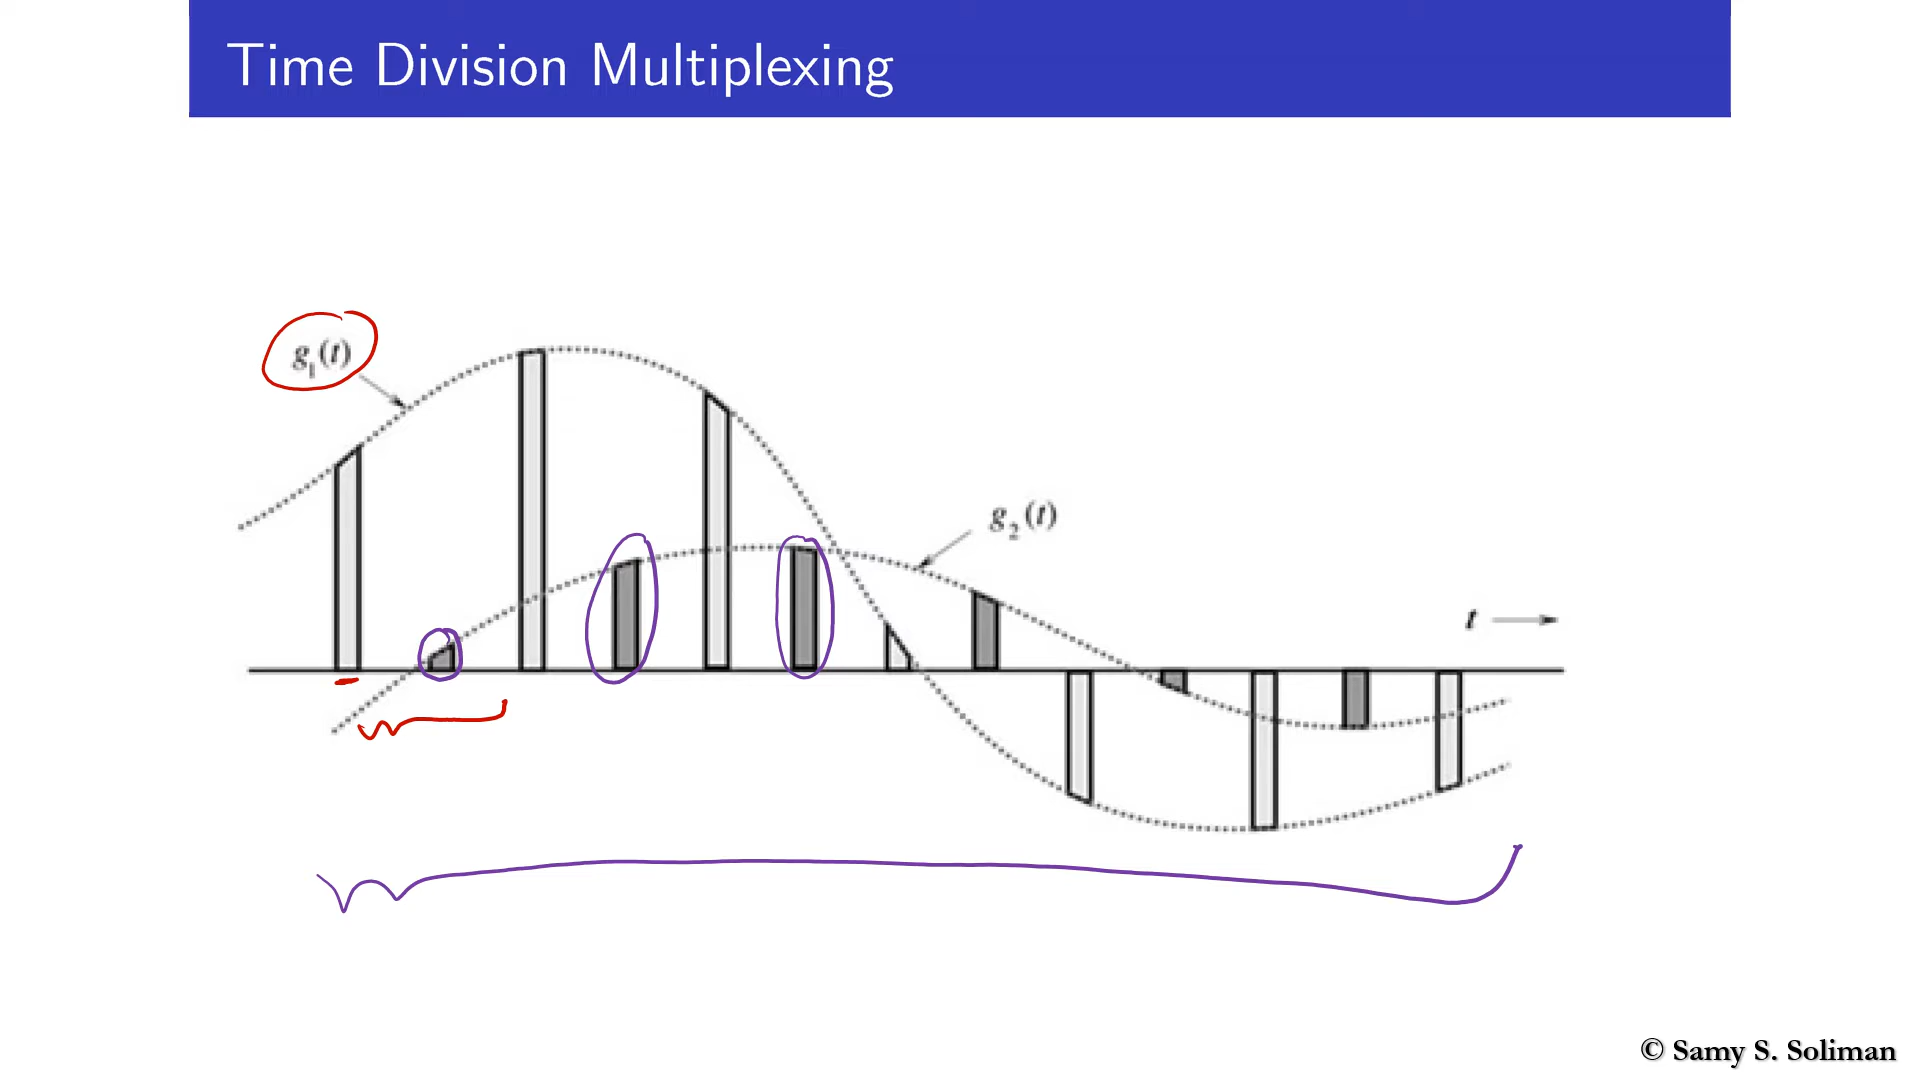 Time Division Multiplexing
g₁(t)
g₂(t)
t
© Samy S. Soliman